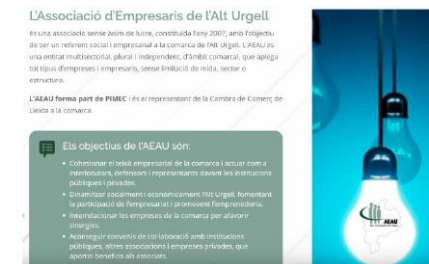 L'Associació d'Empresaris de l'Alt Urgell
és una associació sense ànim de lucre, constituïda l'any 2007, amb l'objectiu
de ser un referent social i empresarial a la comarca de l'Alt Urgell. L'AEAU és
una entitat multisectorial, plural i independent, d'àmbit comarcal, que aplega
tot tipus d'empreses i empresaris, sense limitació de mida, sector o
estructura.
L'AEAU forma part de PIMEC i és el representant de la Cambra de Comerç de
Lleida a la comarca.
Els objectius de l'AEAU són:
• Cohesionar el teixit empresarial de la comarca i actuar com a
interlocutors, defensors i representants davant les institucions
públiques i privades.
• Dinamitzar socialment i econòmicament l'Alt Urgell, fomentant
la participació de l'empresariat i promovent l'emprenedoria.
• Interrelacionar les empreses de la comarca per afavorir
sinergies.
• Aconseguir convenis de col·laboració amb institucions
públiques, altres associacions i empreses privades, que
aportin beneficis als associats.
AEAU